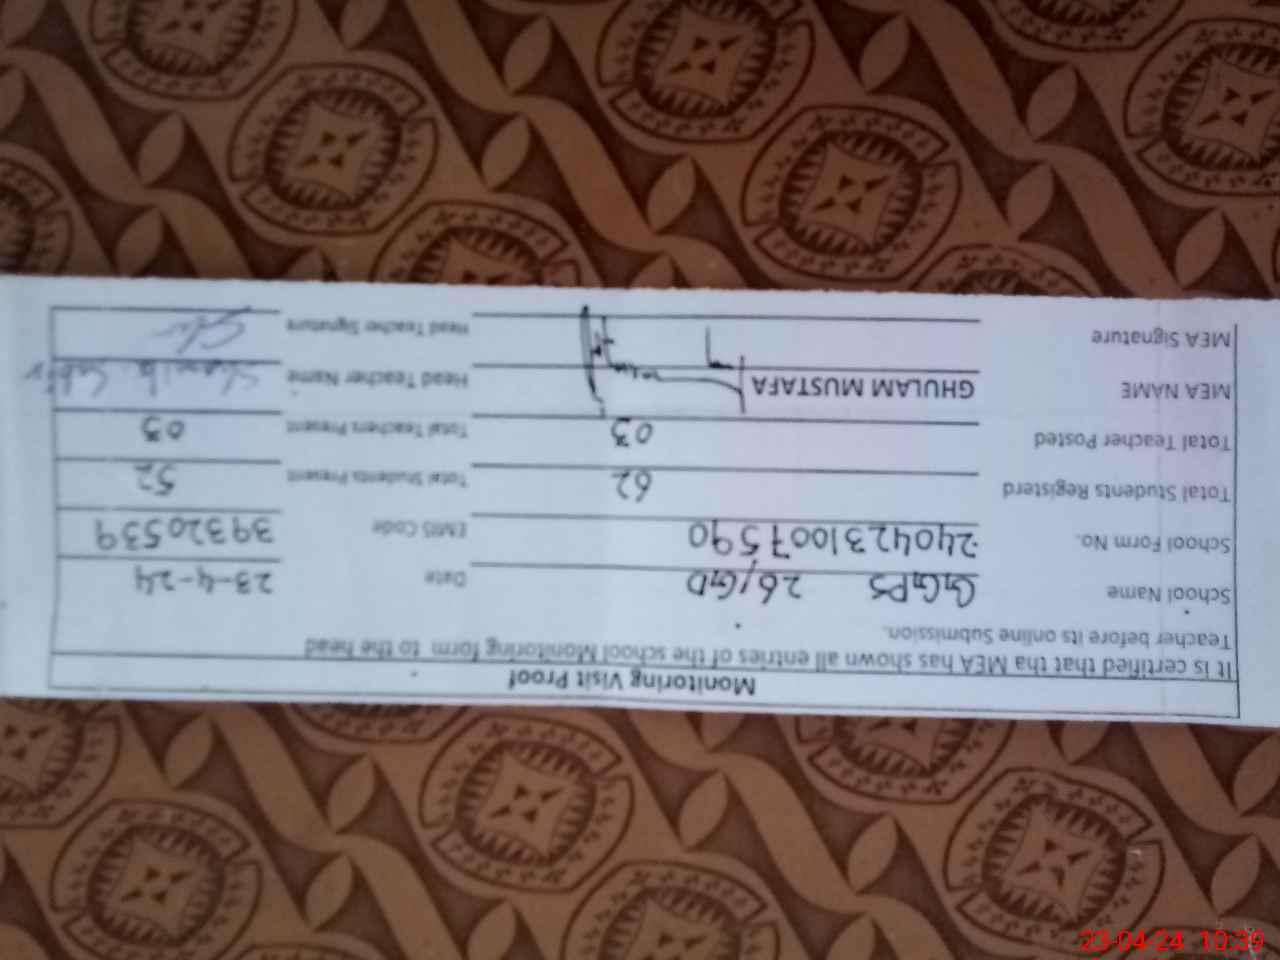 Monitoring Visit Proof
It is certified that tha MEA has shown all entries of the school Monitoring form to the head
Teacher before its online Submission.
School Name GGPS 26/GD Date 23-4-24
School Form No. 2404231007590 EMIS Code 39320539
Total Students Registerd 62 Total Students Present 52
Total Teacher Posted 03 Total Teachers Present 03
MEA NAME GHULAM MUSTAFA Head Teacher Name Sabir
MEA Signature Head Teacher Signature
23-04-24 10:39